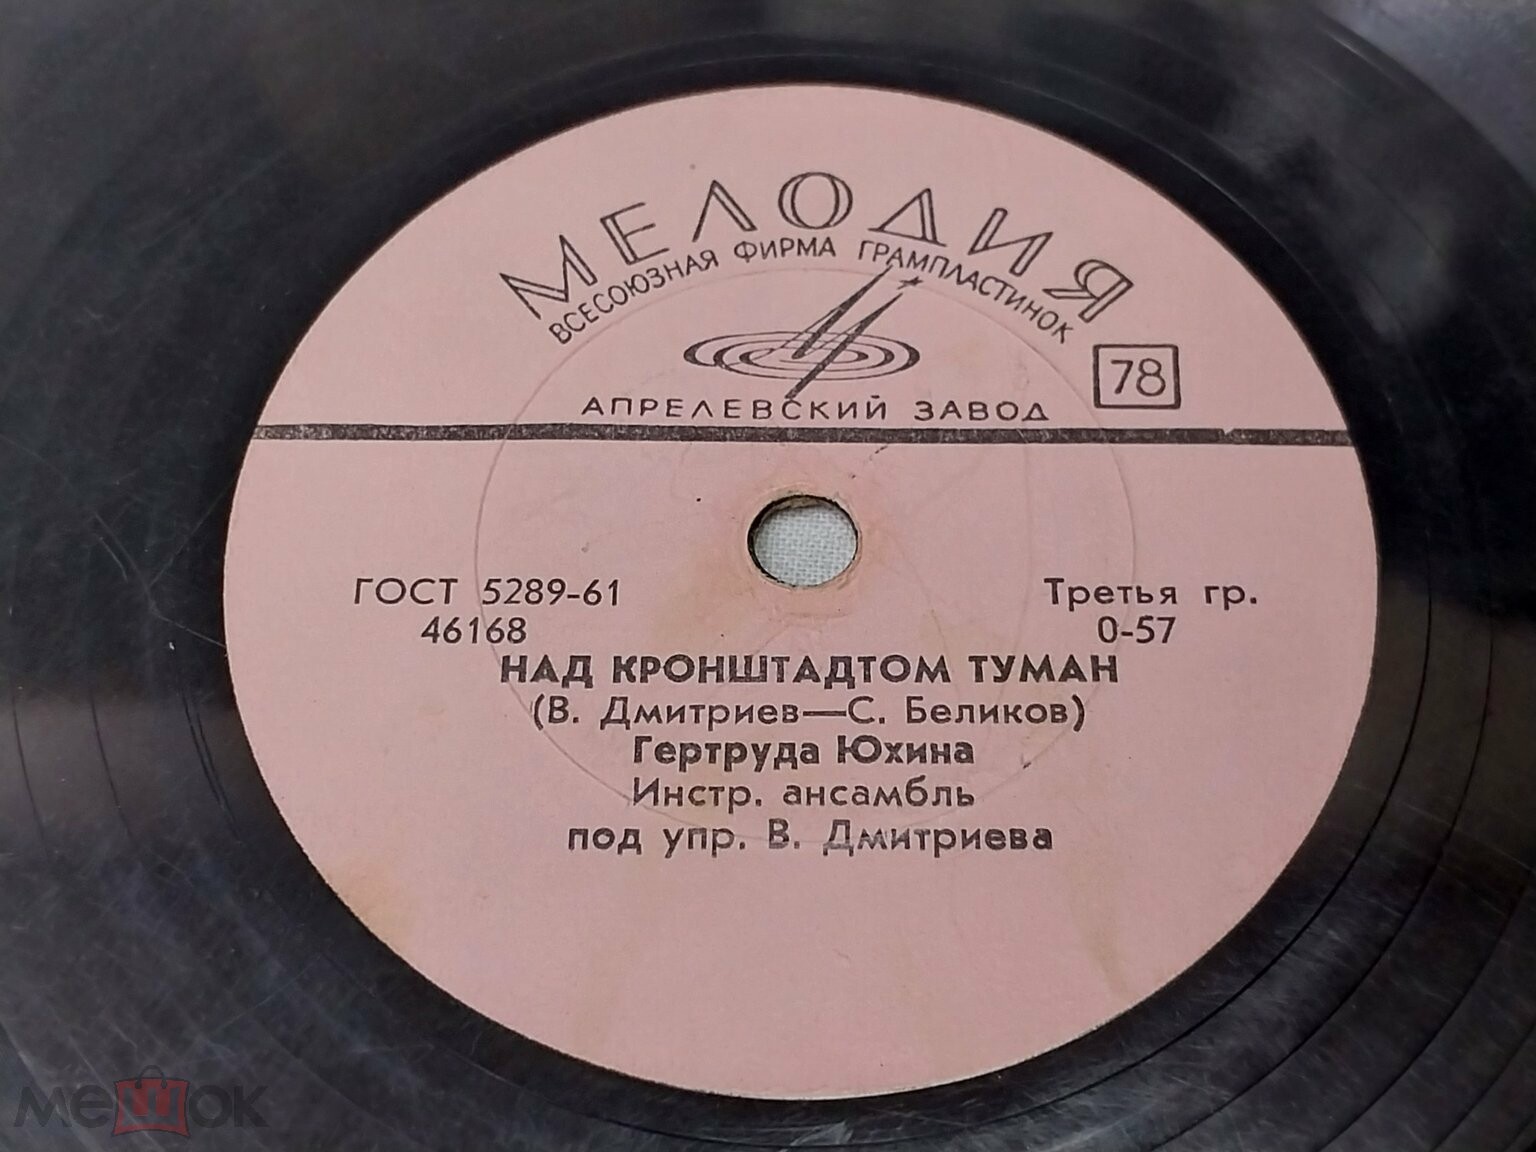 МЕЛОДИЯ
ВСЕСОЮЗНАЯ ФИРМА ГРАМПЛАСТИНОК
78
АПРЕЛЕВСКИЙ ЗАВОД
ГОСТ 5289-61 Третья гр.
46168 0-57
НАД КРОНШТАДТОМ ТУМАН
(В. Дмитриев—С. Беликов)
Гертруда Юхина
Инстр. ансамбль
под упр. В. Дмитриева
мешок